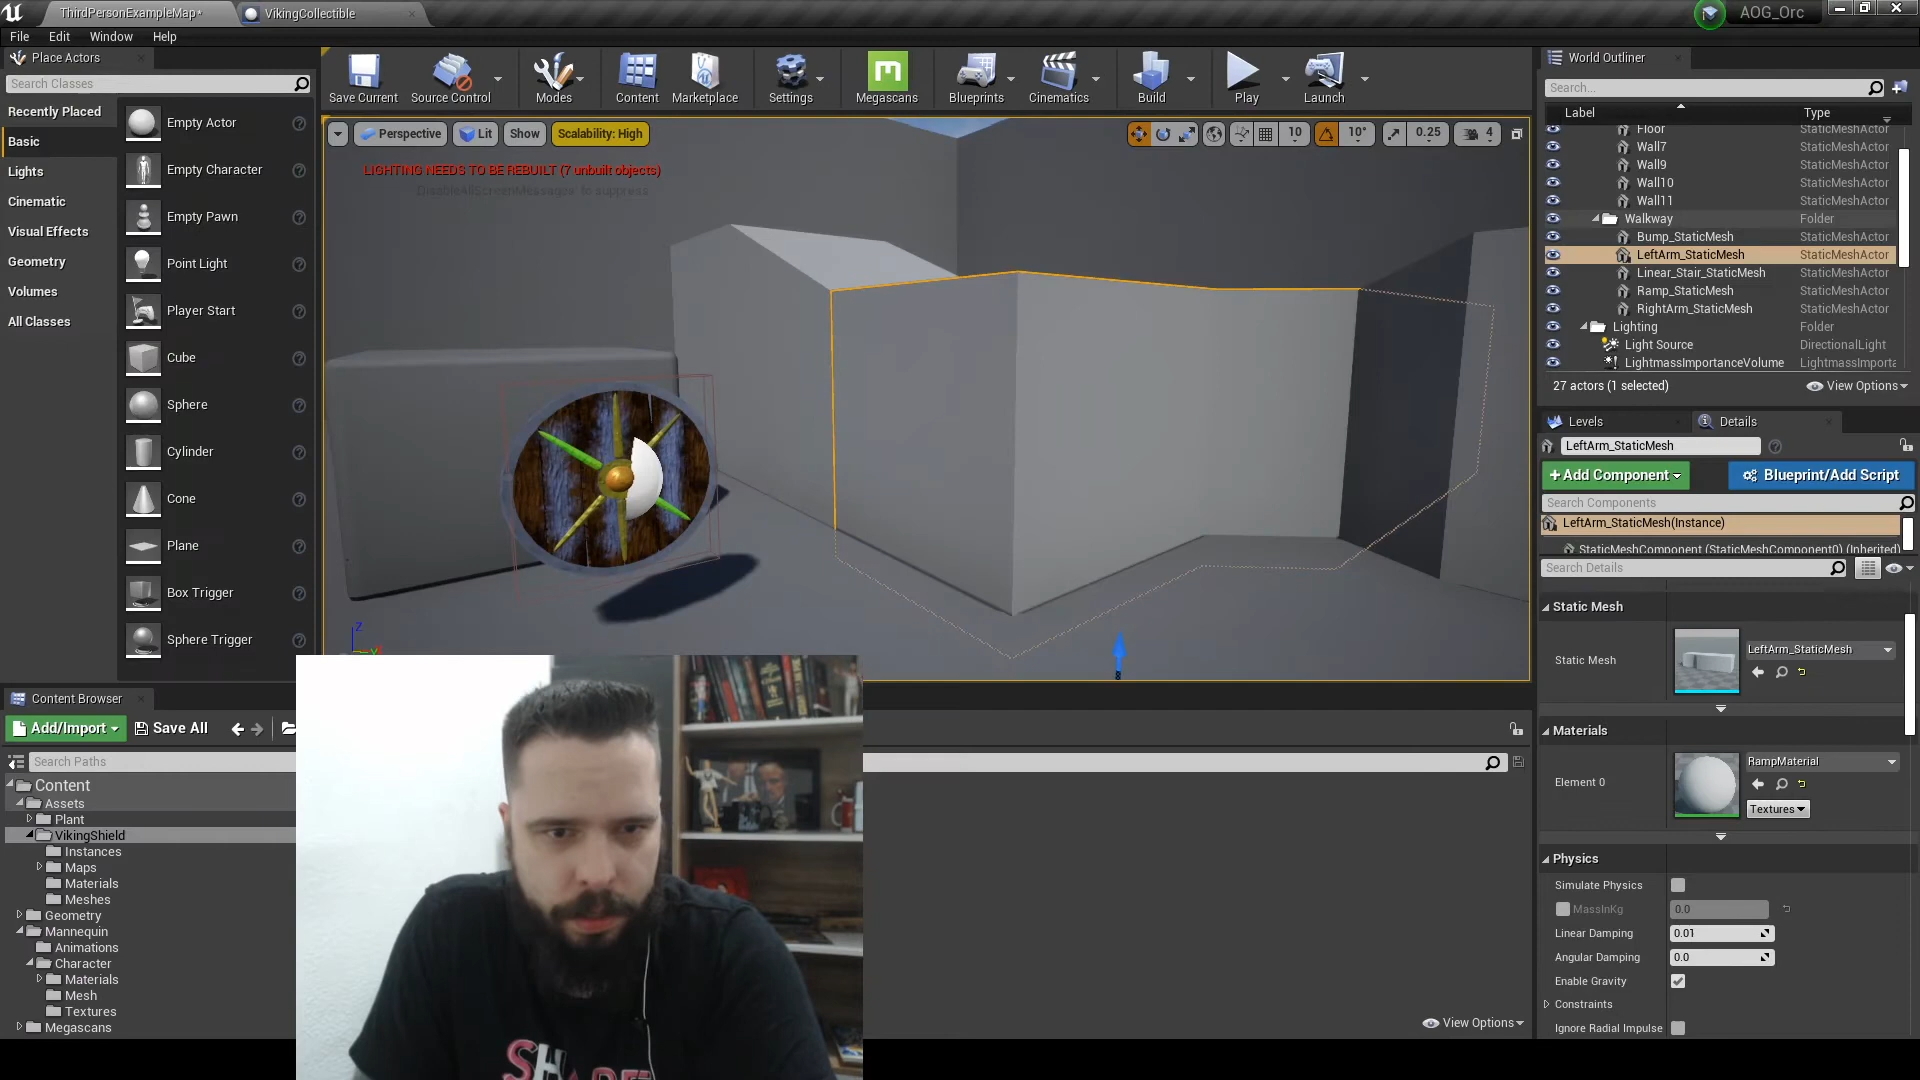 ThirdPersonExampleMap*
VikingCollectible
AOG_Orc
File Edit Window Help
Place Actors
Search Classes
Recently Placed
Basic
Lights
Cinematic
Visual Effects
Geometry
Volumes
All Classes
Empty Actor
Empty Character
Empty Pawn
Point Light
Player Start
Cube
Sphere
Cylinder
Cone
Plane
Box Trigger
Sphere Trigger
Save Current
Source Control
Modes
Content
Marketplace
Settings
Megascans
Blueprints
Cinematics
Build
Play
Launch
Perspective Lit Show Scalability: High
10 10° 0.25 4
LIGHTING NEEDS TO BE REBUILT (7 unbuilt objects)
'DisableAllScreenMessages' to suppress
Z
World Outliner
Search...
Label Type
Floor StaticMeshActor
Wall7 StaticMeshActor
Wall9 StaticMeshActor
Wall10 StaticMeshActor
Wall11 StaticMeshActor
Walkway Folder
Bump_StaticMesh StaticMeshActor
LeftArm_StaticMesh StaticMeshActor
Linear_Stair_StaticMesh StaticMeshActor
Ramp_StaticMesh StaticMeshActor
RightArm_StaticMesh StaticMeshActor
Lighting Folder
Light Source DirectionalLight
LightmassImportanceVolume LightmassImporta
27 actors (1 selected) View Options
Levels Details
LeftArm_StaticMesh
+Add Component Blueprint/Add Script
Search Components
LeftArm_StaticMesh(Instance)
StaticMeshComponent (StaticMeshComponent0) (Inherited)
Search Details
Static Mesh
Static Mesh LeftArm_StaticMesh
Materials
Element 0 RampMaterial
Textures
Physics
Simulate Physics
MassInKg 0.0
Linear Damping 0.01
Angular Damping 0.0
Enable Gravity
Constraints
Ignore Radial Impulse
Content Browser
Add/Import Save All
Search Paths
Content
Assets
Plant
VikingShield
Instances
Maps
Materials
Meshes
Geometry
Mannequin
Animations
Character
Materials
Mesh
Textures
Megascans
View Options